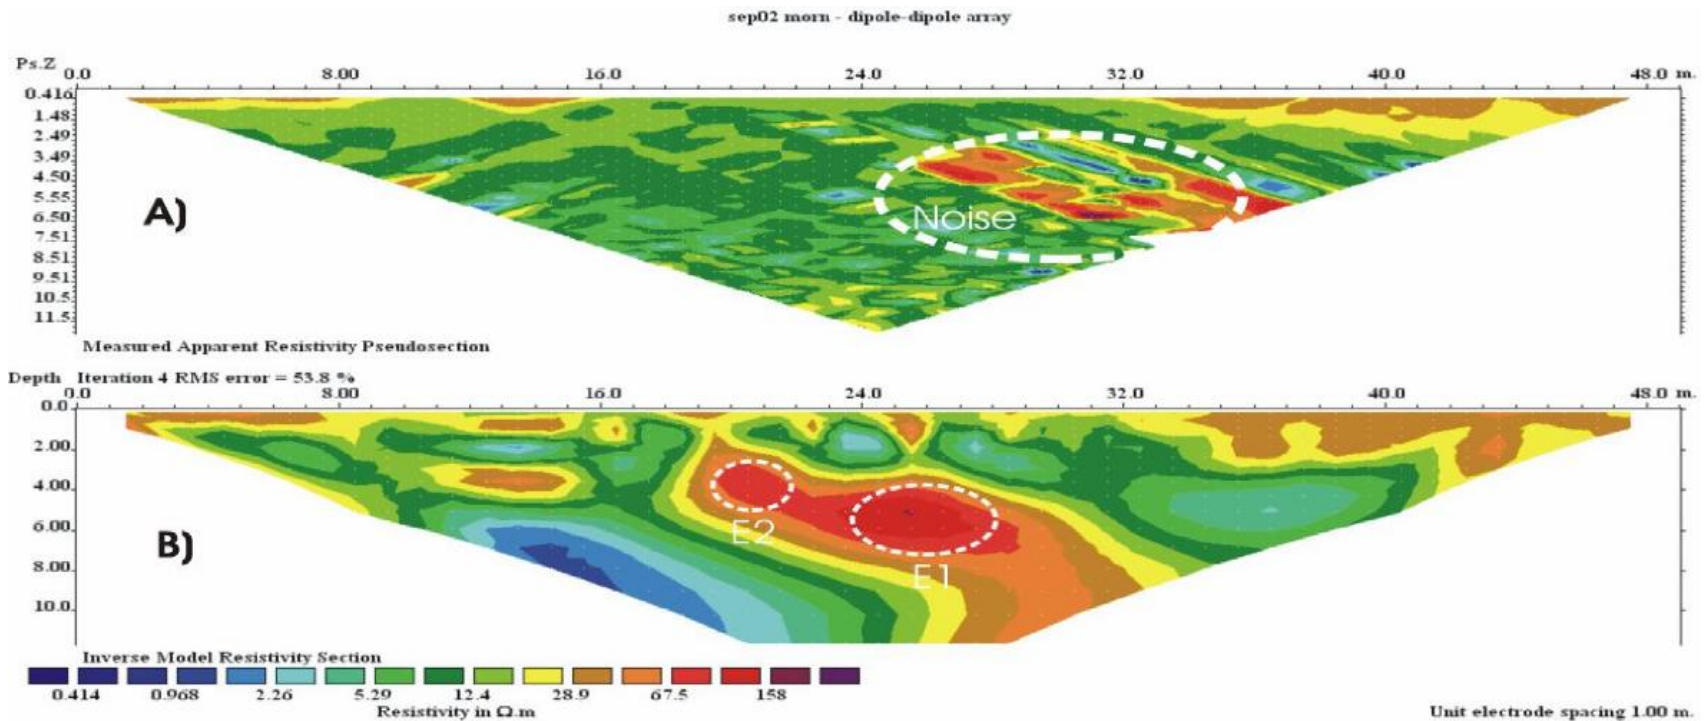 sep02 morn - dipole-dipole array
Ps.Z 0.0 8.00 16.0 24.0 32.0 40.0 48.0 m.
0.416
1.48
2.49
3.49
4.50
5.55
6.50
7.51
8.51
9.51
10.5
11.5
A)
Noise
Measured Apparent Resistivity Pseudosection
Depth Iteration 4 RMS error = 53.8 %
0.0 8.00 16.0 24.0 32.0 40.0 48.0 m.
0.0
2.00
4.00
6.00
8.00
10.0
B)
E2
E1
Inverse Model Resistivity Section
0.414 0.968 2.26 5.29 12.4 28.9 67.5 158
Resistivity in Ω.m
Unit electrode spacing 1.00 m.